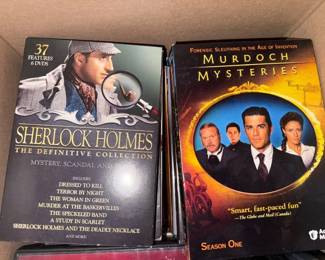 37
FEATURES
6 DVDS
SHERLOCK HOLMES
THE DEFINITIVE COLLECTION
MYSTERY, SCANDAL AND
INCLUDES
DRESSED TO KILL
TERROR BY NIGHT
THE WOMAN IN GREEN
MURDER AT THE BASKERVILLES
THE SPECKELED BAND
A STUDY IN SCARLET
SHERLOCK HOLMES AND THE DEADLY NECKLACE
AND MORE!
FORENSIC SLEUTHING IN THE AGE OF INVENTION
MURDOCH
MYSTERIES
"Smart, fast-paced fun"
—The Globe and Mail (Canada)
SEASON ONE